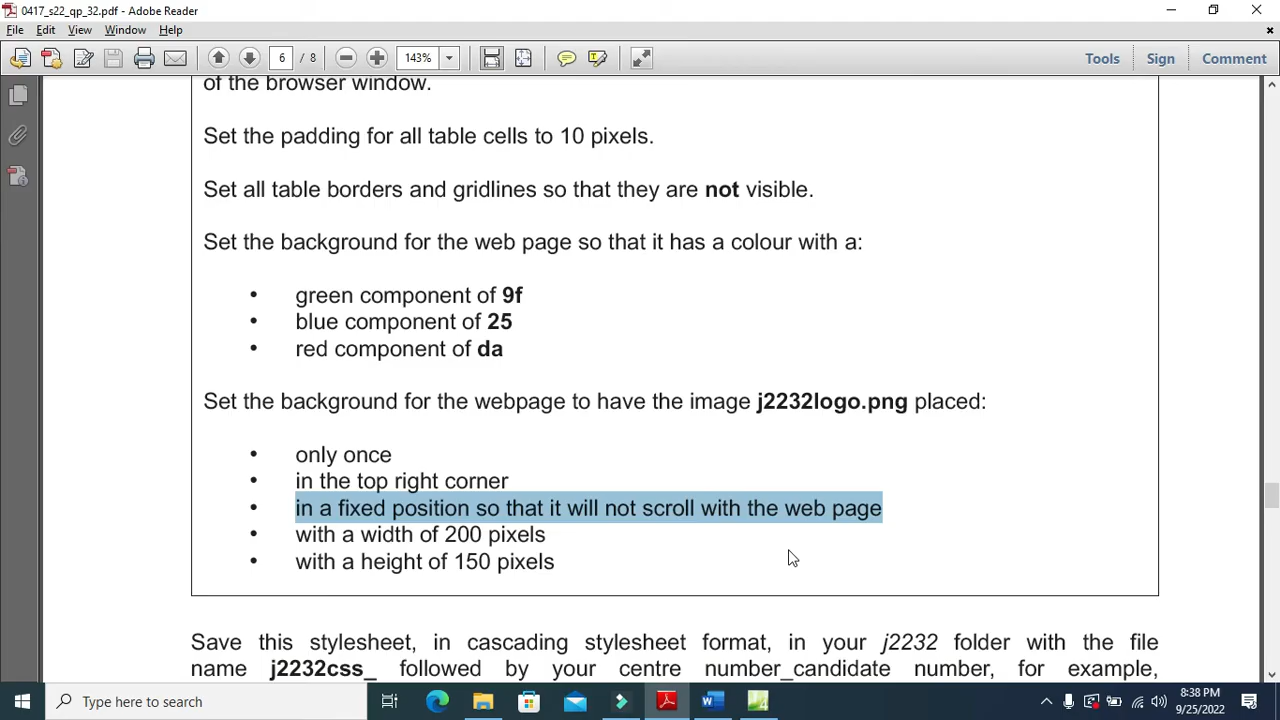 0417_s22_qp_32.pdf - Adobe Reader
File Edit View Window Help
6 / 8 143% Tools Sign Comment
of the browser window.
Set the padding for all table cells to 10 pixels.
Set all table borders and gridlines so that they are not visible.
Set the background for the web page so that it has a colour with a:
• green component of 9f
• blue component of 25
• red component of da
Set the background for the webpage to have the image j2232logo.png placed:
• only once
• in the top right corner
• in a fixed position so that it will not scroll with the web page
• with a width of 200 pixels
• with a height of 150 pixels
Save this stylesheet, in cascading stylesheet format, in your j2232 folder with the file
name j2232css_ followed by your centre number_candidate number, for example,
Type here to search
8:38 PM
9/25/2022